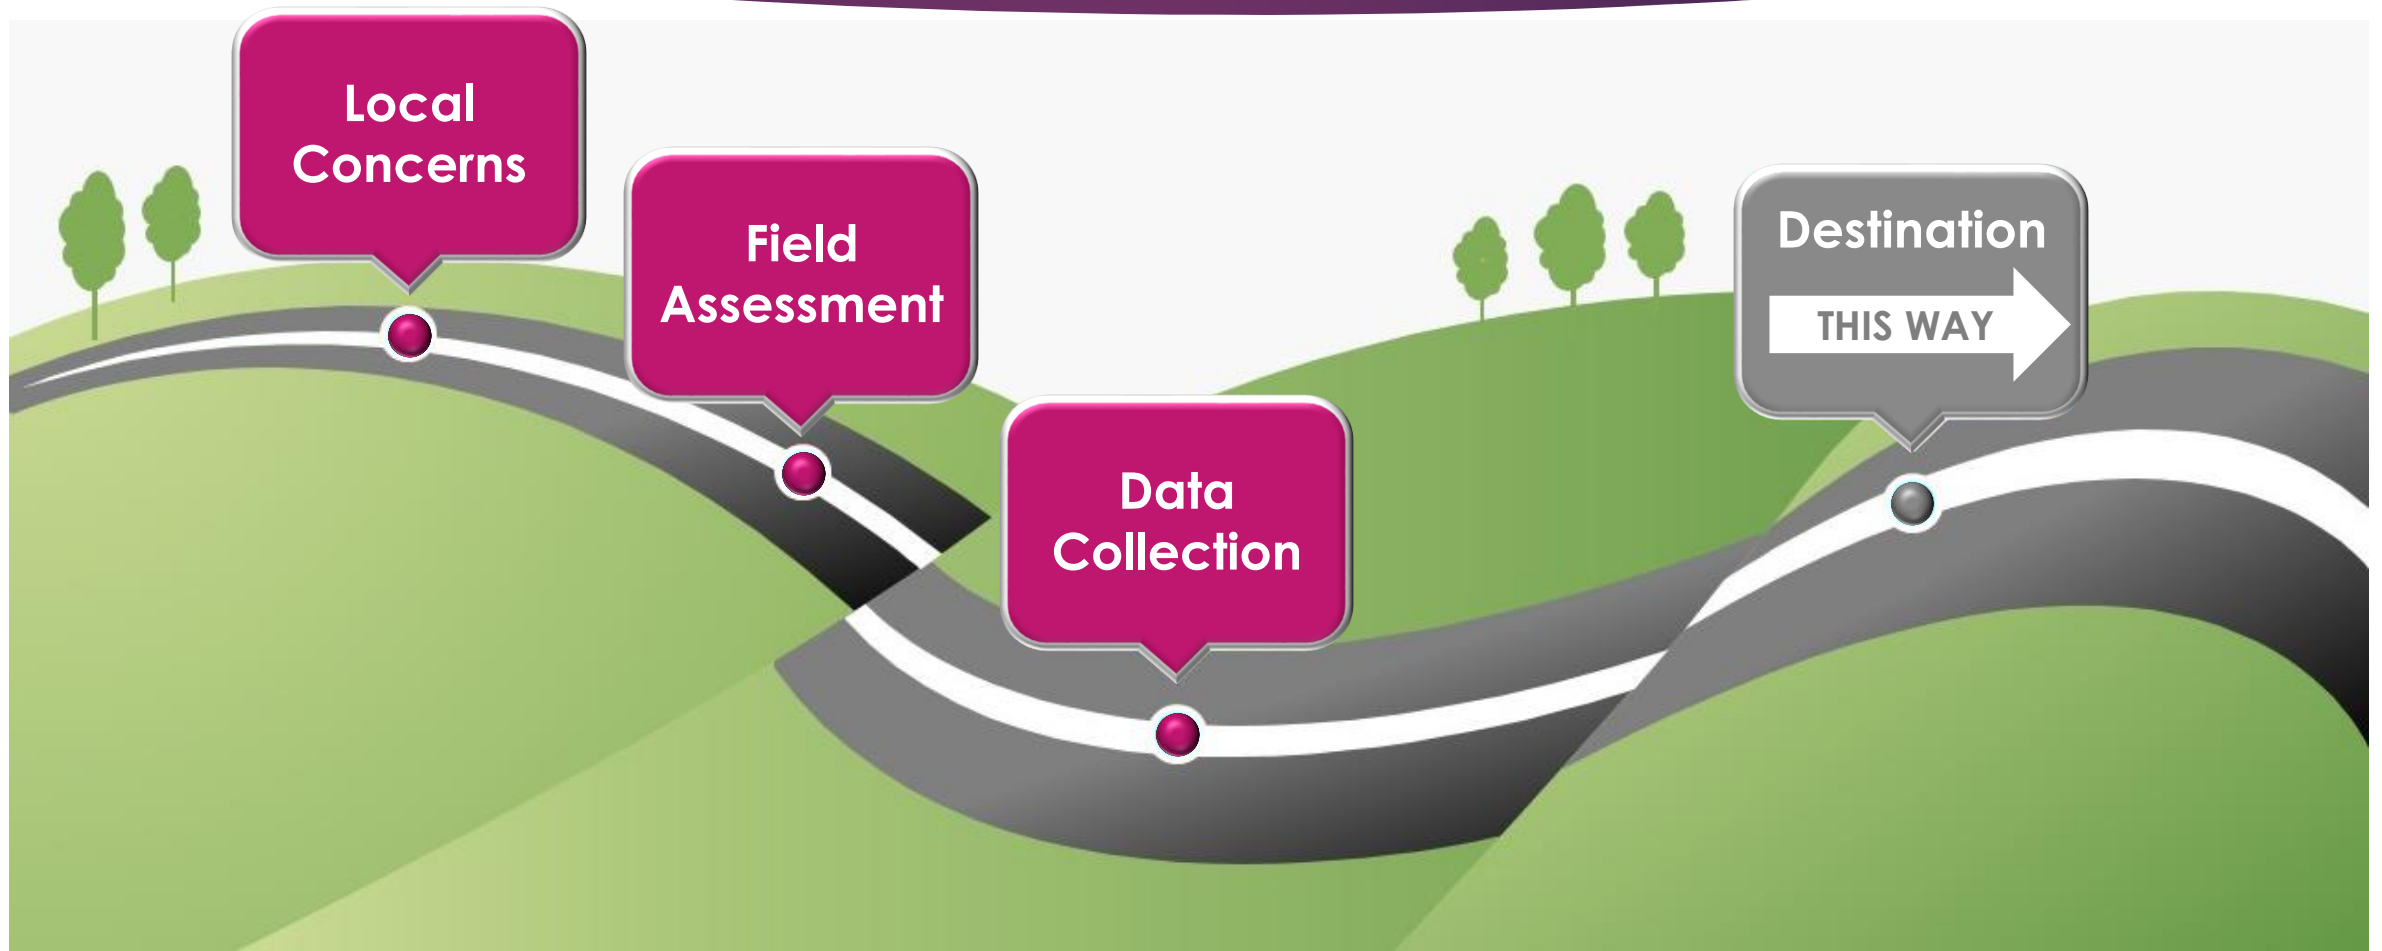 Local
Concerns
Field
Assessment
Data
Collection
Destination
THIS WAY